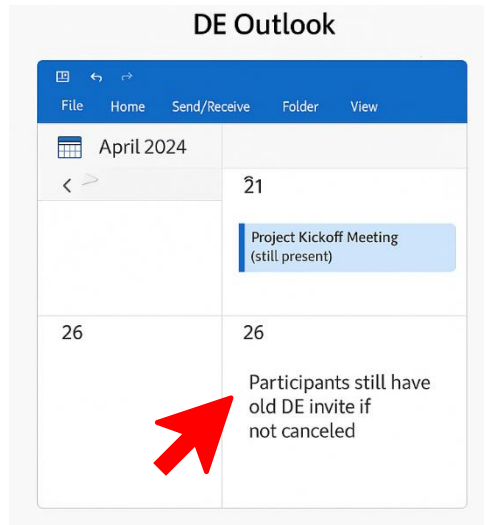 DE Outlook
File Home Send/Receive Folder View
April 2024
21
Project Kickoff Meeting
(still present)
26 26
Participants still have
old DE invite if
not canceled